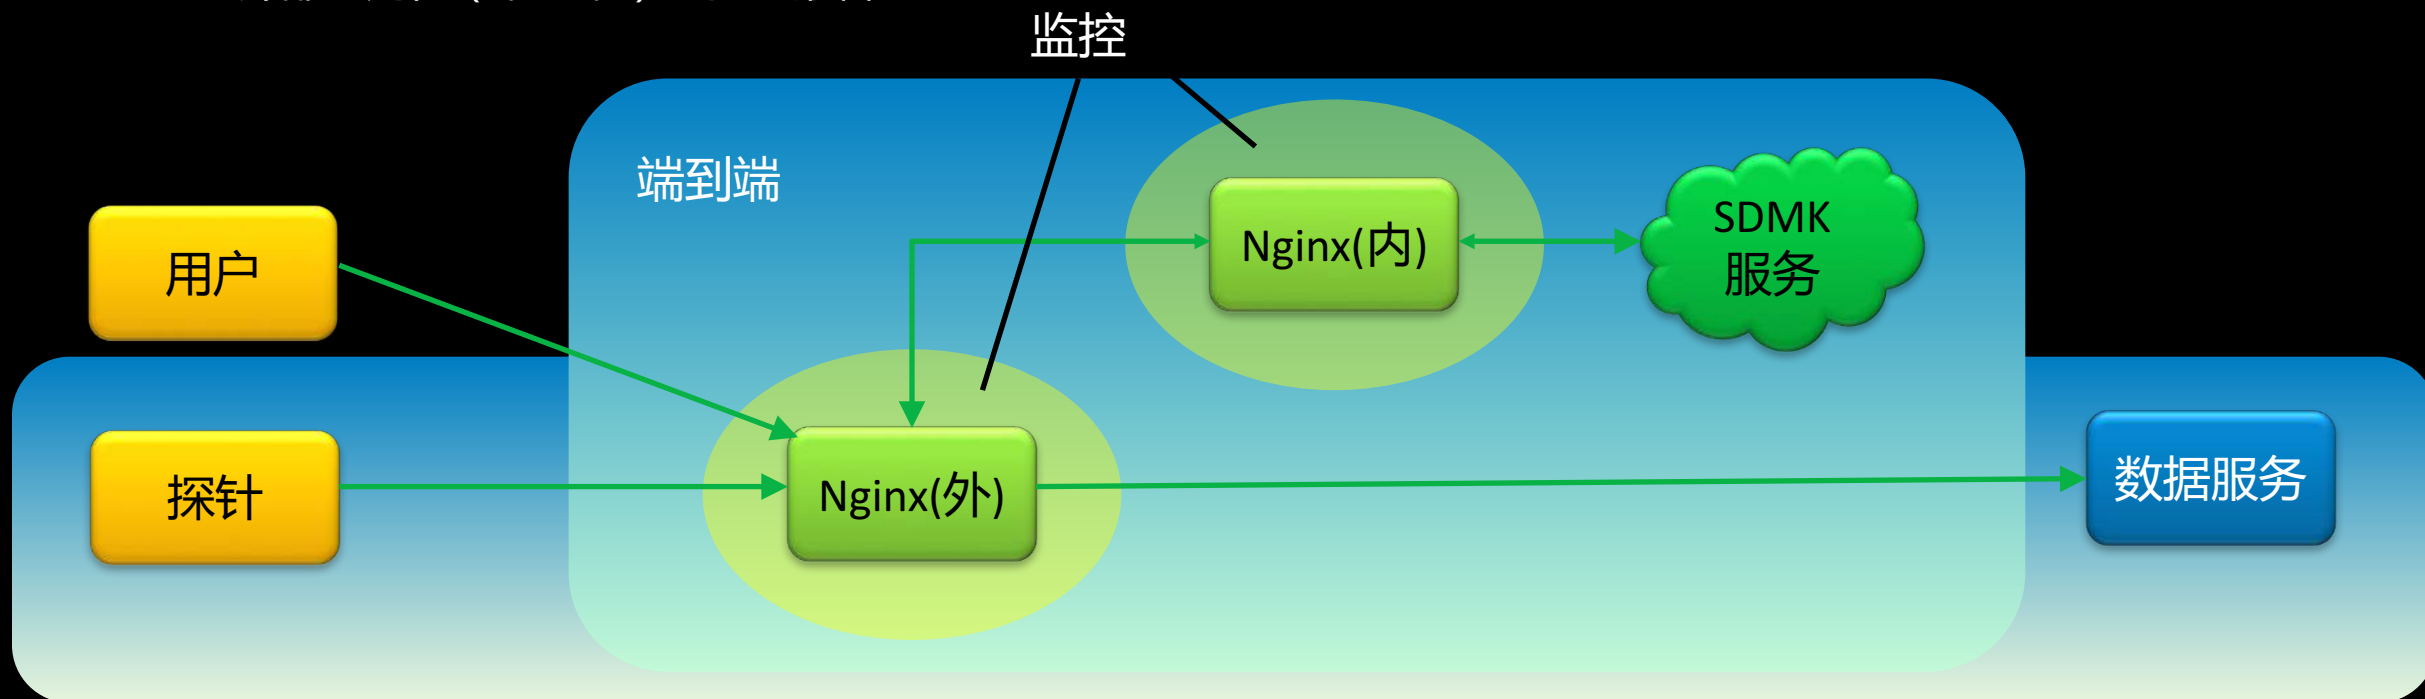 监控
端到端
用户
Nginx(内)
SDMK
服务
探针
Nginx(外)
数据服务